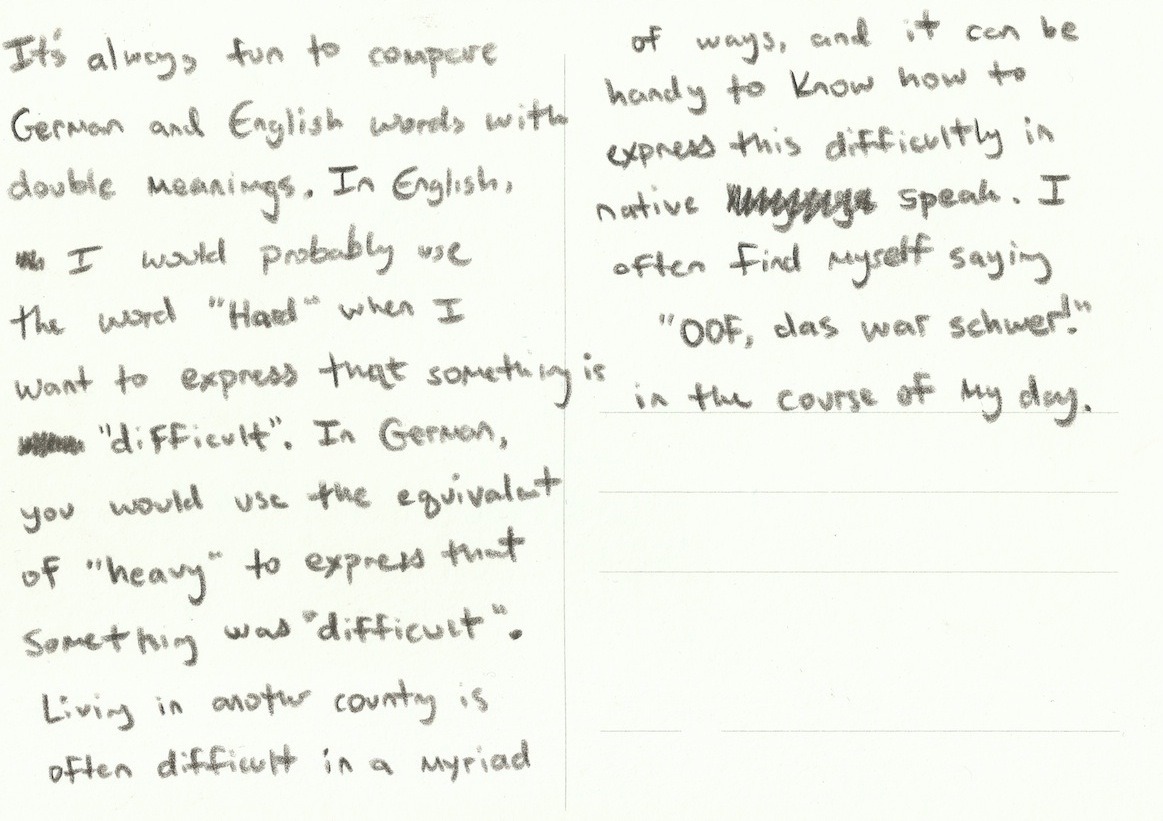 It's always fun to compare
German and English words with
double meanings. In English,
I would probably use
the word "Hard" when I
want to express that something is
"difficult". In German,
you would use the equivalent
of "heavy" to express that
something was "difficult".
Living in another county is
often difficult in a myriad
of ways, and it can be
handy to know how to
express this difficultly in
native speak. I
often find myself saying
"OOF, das war schwer!"
in the course of my day.